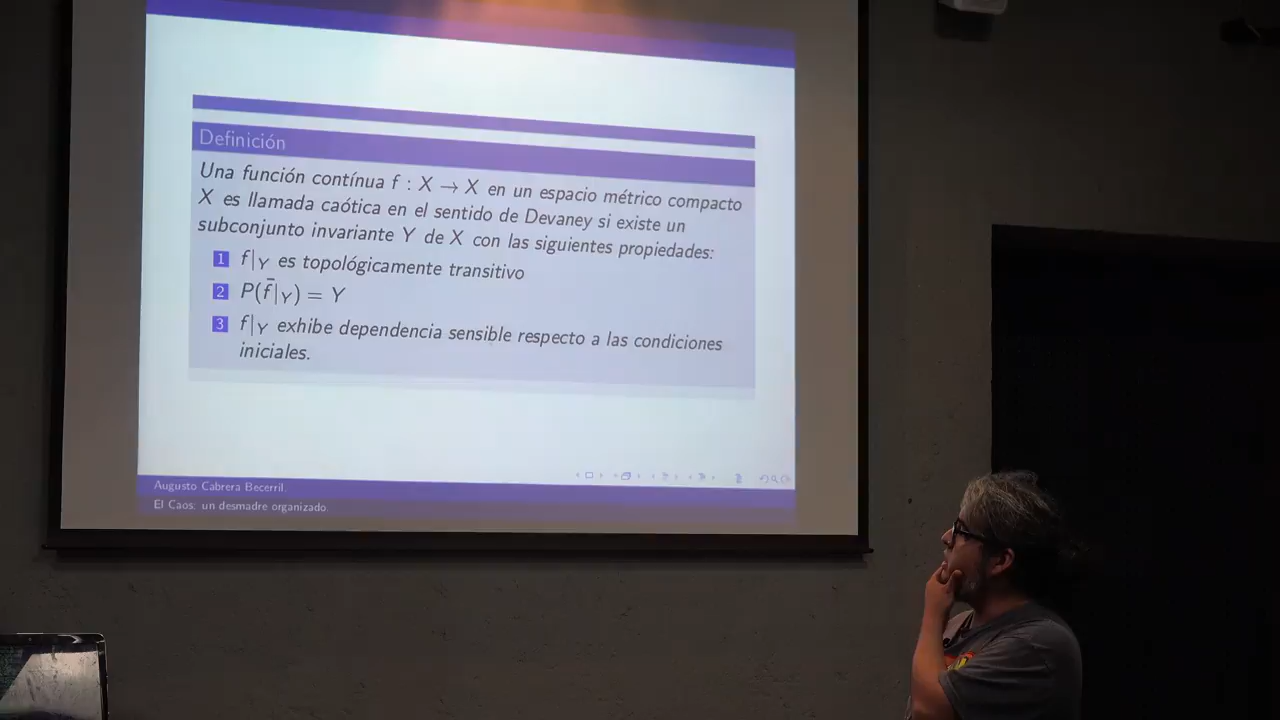 Definición
Una función contínua f : X → X en un espacio métrico compacto
X es llamada caótica en el sentido de Devaney si existe un
subconjunto invariante Y de X con las siguientes propiedades:
1 f|Y es topológicamente transitivo
2 P(f̄|Y) = Y
3 f|Y exhibe dependencia sensible respecto a las condiciones
iniciales.
Augusto Cabrera Becerril.
El Caos: un desmadre organizado.